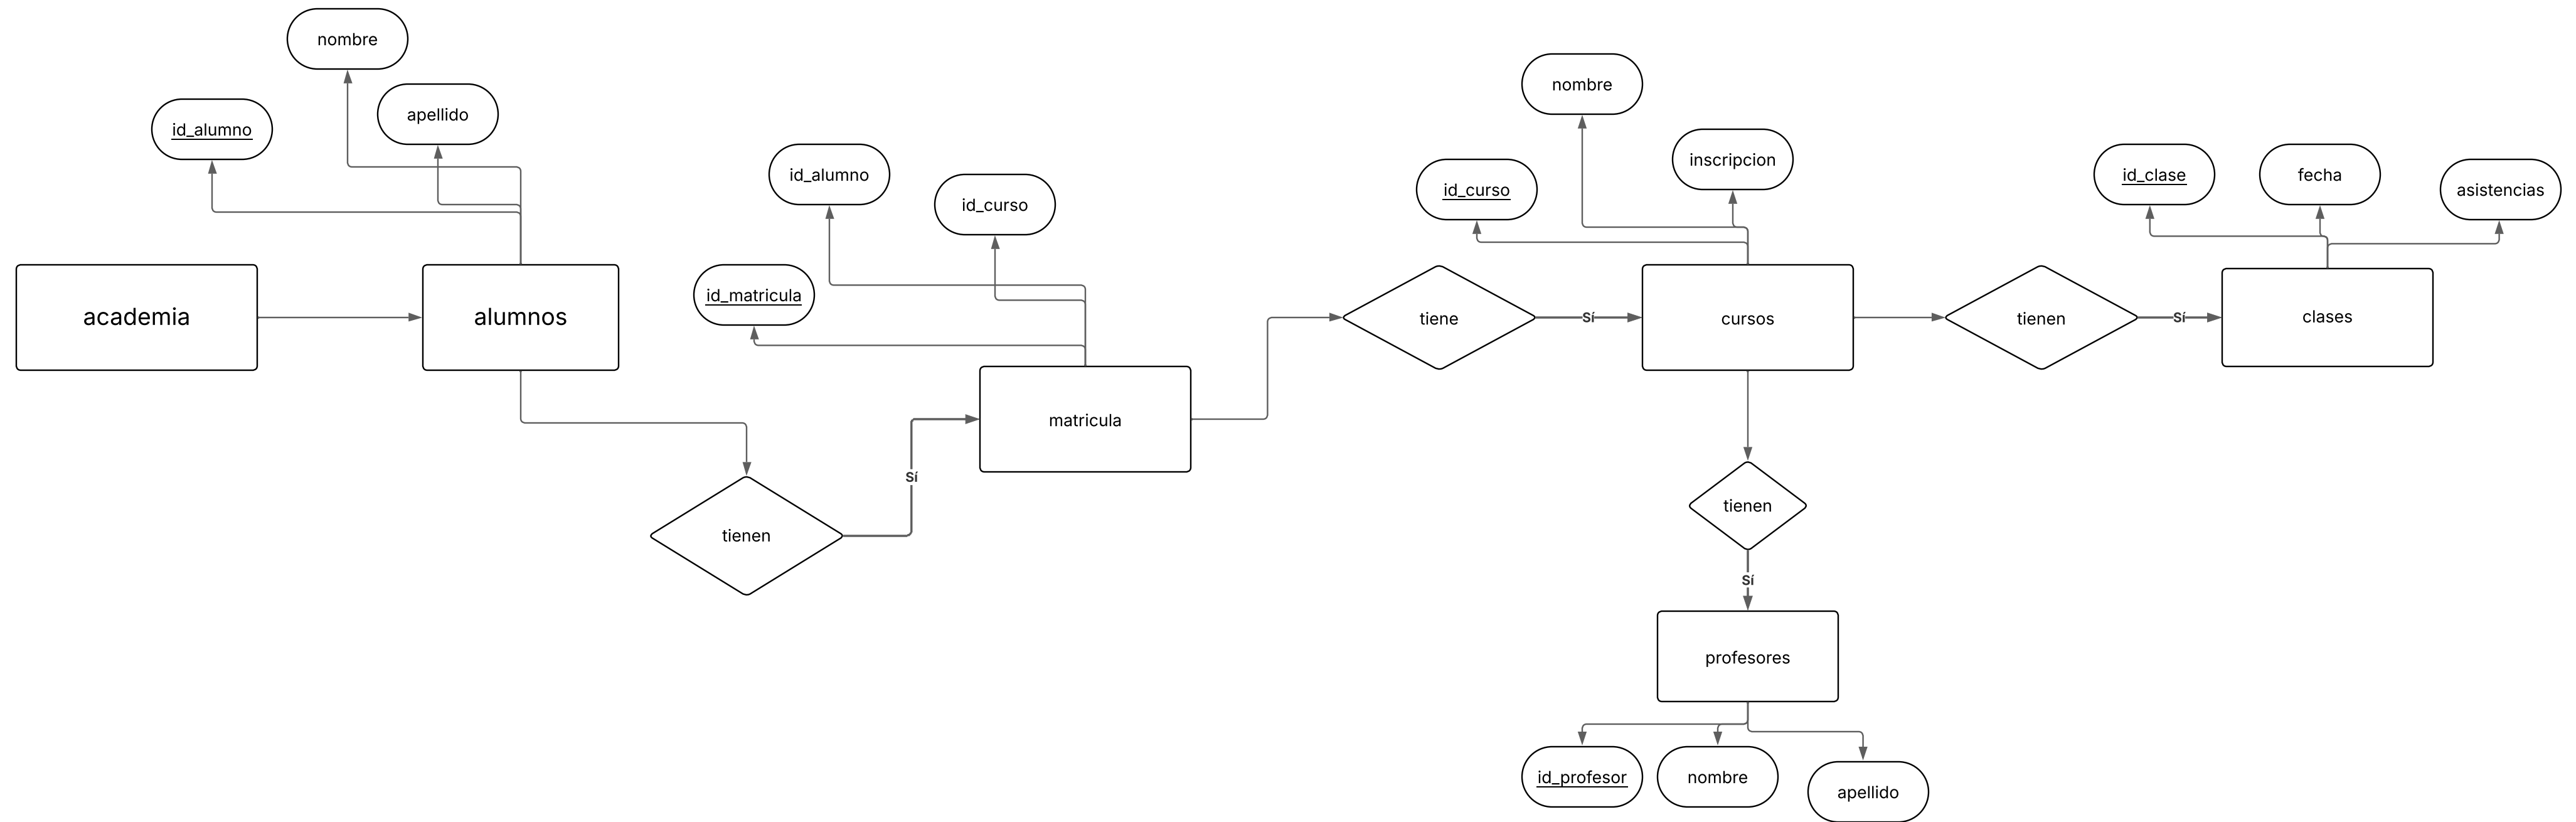 nombre
apellido
id_alumno
academia
alumnos
tienen
Sí
id_alumno
id_curso
id_matricula
matricula
tiene
Sí
nombre
inscripcion
id_curso
cursos
tienen
Sí
id_clase
fecha
asistencias
clases
tienen
Sí
profesores
id_profesor
nombre
apellido